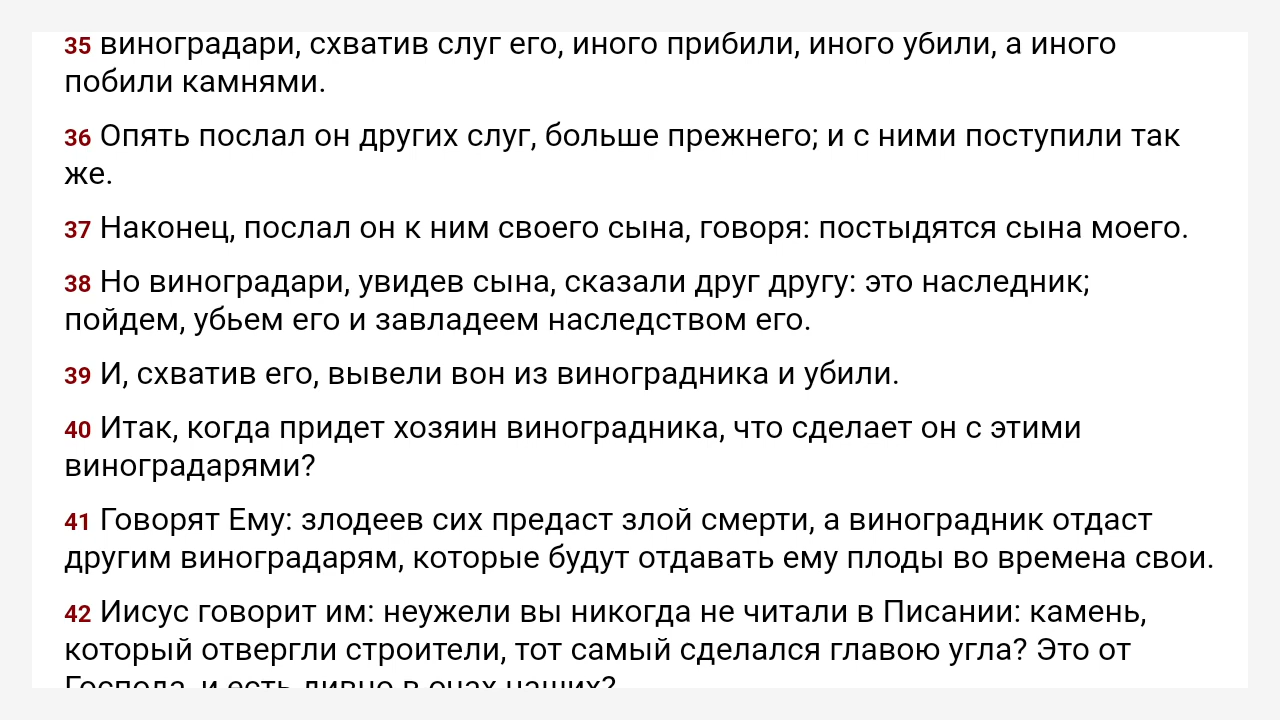 35 виноградари, схватив слуг его, иного прибили, иного убили, а иного
побили камнями.
36 Опять послал он других слуг, больше прежнего; и с ними поступили так
же.
37 Наконец, послал он к ним своего сына, говоря: постыдятся сына моего.
38 Но виноградари, увидев сына, сказали друг другу: это наследник;
пойдем, убьем его и завладеем наследством его.
39 И, схватив его, вывели вон из виноградника и убили.
40 Итак, когда придет хозяин виноградника, что сделает он с этими
виноградарями?
41 Говорят Ему: злодеев сих предаст злой смерти, а виноградник отдаст
другим виноградарям, которые будут отдавать ему плоды во времена свои.
42 Иисус говорит им: неужели вы никогда не читали в Писании: камень,
который отвергли строители, тот самый сделался главою угла? Это от
Господа, и есть дивно в очах наших?